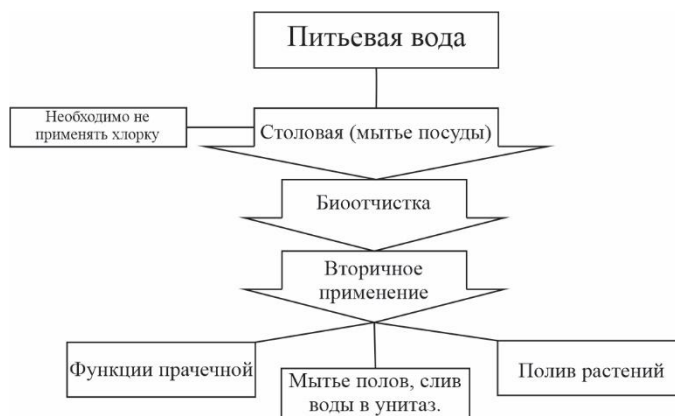 Питьевая вода
Необходимо не
применять хлорку
Столовая (мытье посуды)
Биоотчистка
Вторичное
применение
Функции прачечной
Мытье полов, слив
воды в унитаз.
Полив растений